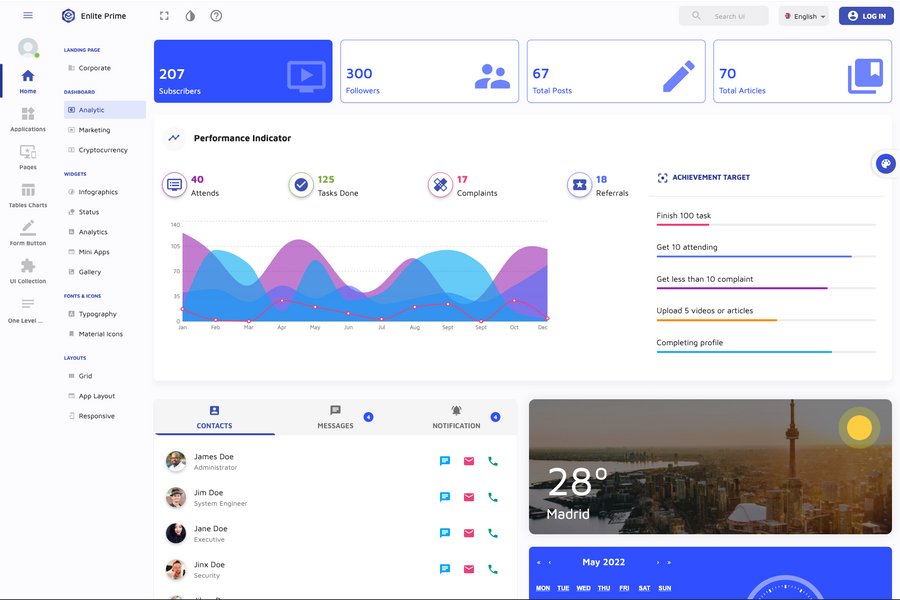 Enlite Prime
Search UI
English
LOG IN
Home
Applications
Pages
Tables Charts
Form Button
UI Collection
One Level ...
LANDING PAGE
Corporate
DASHBOARD
Analytic
Marketing
Cryptocurrency
WIDGETS
Infographics
Status
Analytics
Mini Apps
Gallery
FONTS & ICONS
Typography
Material Icons
LAYOUTS
Grid
App Layout
Responsive
207
Subscribers
300
Followers
67
Total Posts
70
Total Articles
Performance Indicator
40
Attends
125
Tasks Done
17
Complaints
18
Referrals
140
105
70
35
0
Jan Feb Mar Apr May Jun Jul Aug Sept Sept Oct Dec
ACHIEVEMENT TARGET
Finish 100 task
Get 10 attending
Get less than 10 complaint
Upload 5 videos or articles
Completing profile
CONTACTS
MESSAGES
4
NOTIFICATION
4
James Doe
Administrator
Jim Doe
System Engineer
Jane Doe
Executive
Jinx Doe
Security
28°
Madrid
« ‹ May 2022 › »
MON TUE WED THU FRI SAT SUN